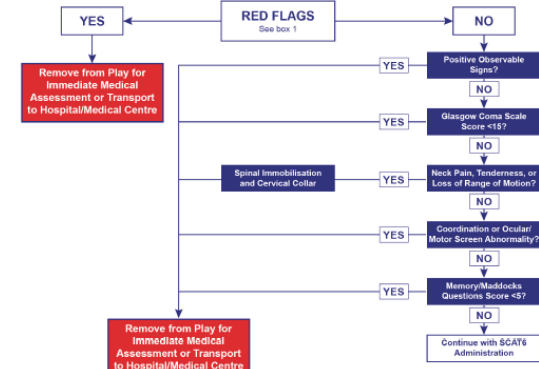 YES
RED FLAGS
See box 1
NO
Remove from Play for
Immediate Medical
Assessment or Transport
to Hospital/Medical Centre
YES
Positive Observable
Signs?
NO
YES
Glasgow Coma Scale
Score <15?
NO
Spinal Immobilisation
and Cervical Collar
YES
Neck Pain, Tenderness, or
Loss of Range of Motion?
NO
YES
Coordination or Ocular/
Motor Screen Abnormality?
NO
YES
Memory/Maddocks
Questions Score <5?
NO
Remove from Play for
Immediate Medical
Assessment or Transport
to Hospital/Medical Centre
Continue with SCAT6
Administration